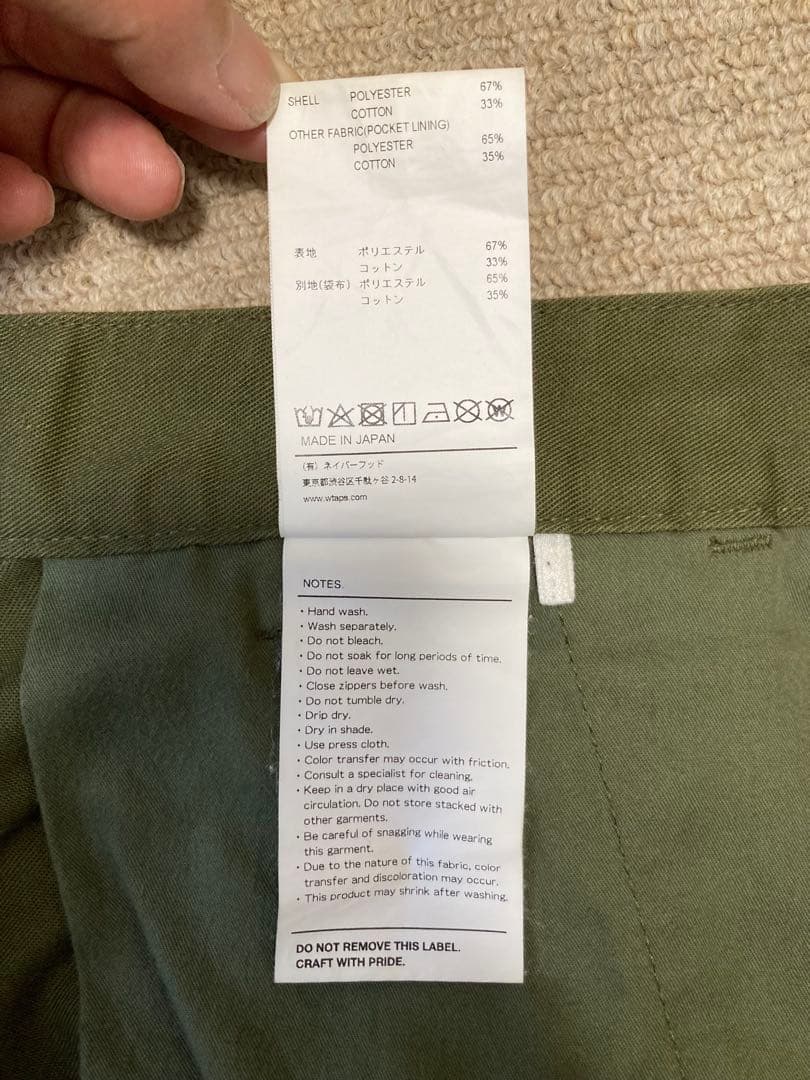 SHELL POLYESTER 67%
COTTON 33%
OTHER FABRIC(POCKET LINING)
POLYESTER 65%
COTTON 35%
表地 ポリエステル 67%
コットン 33%
別地(袋布) ポリエステル 65%
コットン 35%
W
MADE IN JAPAN
(有) ネイバーフッド
東京都渋谷区千駄ヶ谷 2-8-14
www.wtaps.com
NOTES.
・Hand wash.
・Wash separately.
・Do not bleach.
・Do not soak for long periods of time.
・Do not leave wet.
・Close zippers before wash.
・Do not tumble dry.
・Drip dry.
・Dry in shade.
・Use press cloth.
・Color transfer may occur with friction.
・Consult a specialist for cleaning.
・Keep in a dry place with good air
circulation. Do not store stacked with
other garments.
・Be careful of snagging while wearing
this garment.
・Due to the nature of this fabric, color
transfer and discoloration may occur.
・This product may shrink after washing.
DO NOT REMOVE THIS LABEL.
CRAFT WITH PRIDE.